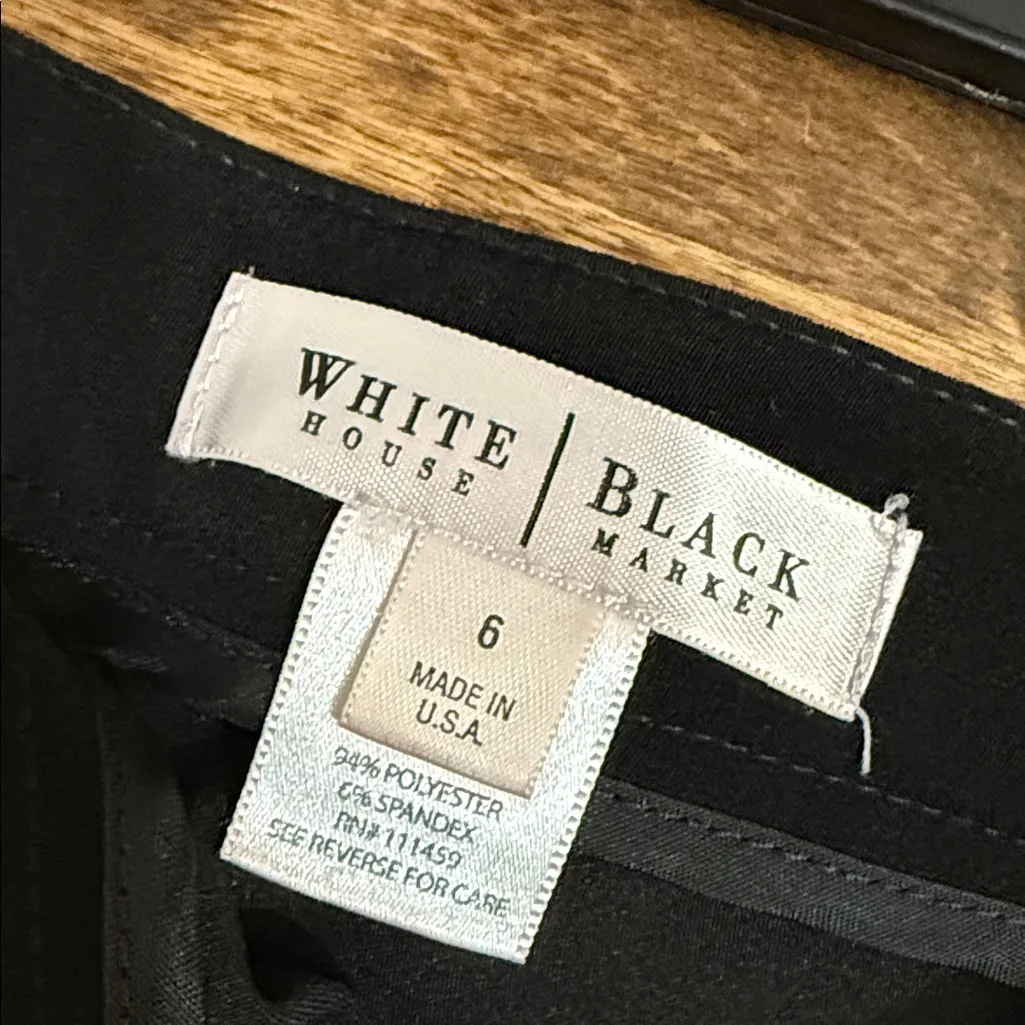 WHITE | BLACK
HOUSE MARKET
6
MADE IN
U.S.A.
94% POLYESTER
6% SPANDEX
RN# 111459
SEE REVERSE FOR CARE